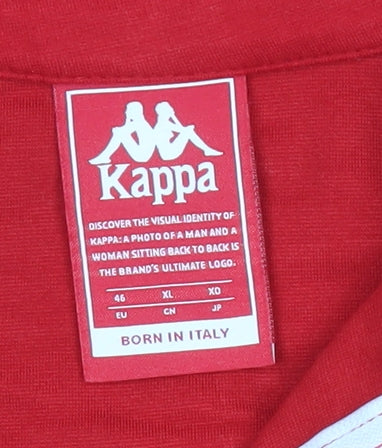 Kappa
DISCOVER THE VISUAL IDENTITY OF
KAPPA: A PHOTO OF A MAN AND A
WOMAN SITTING BACK TO BACK IS
THE BRAND'S ULTIMATE LOGO.
46 XL XO
EU CN JP
BORN IN ITALY